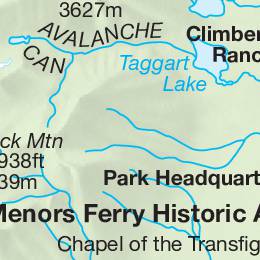 3627m
AVALANCHE
CAN
Climber
Ranc
Taggart
Lake
ck Mtn
938ft
39m
Park Headquart
Menors Ferry Historic A
Chapel of the Transfig